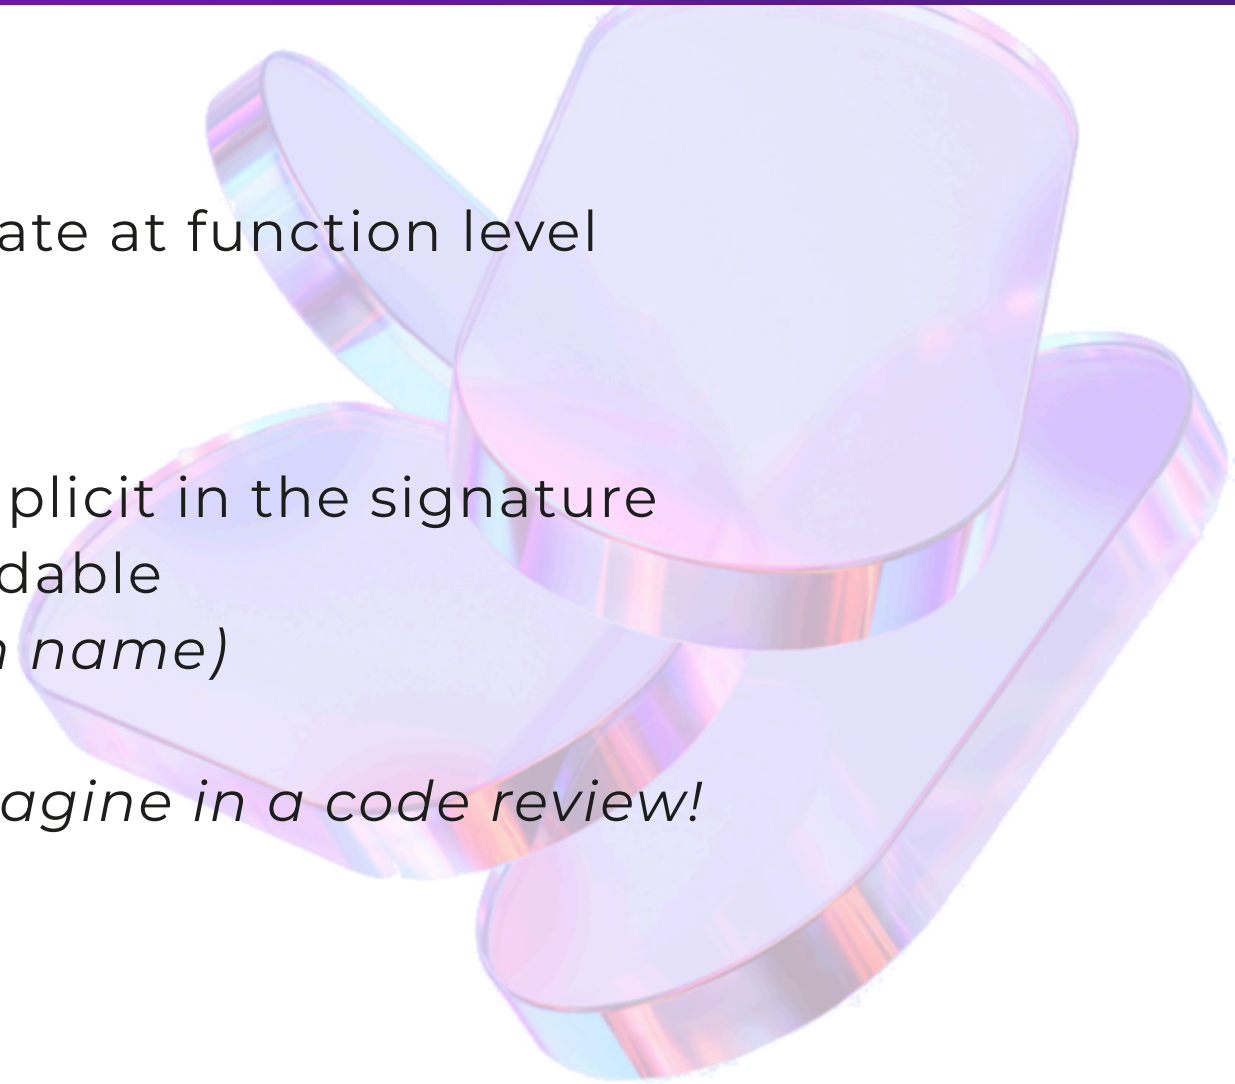 ate at function level
plicit in the signature
dable
name)
agine in a code review!